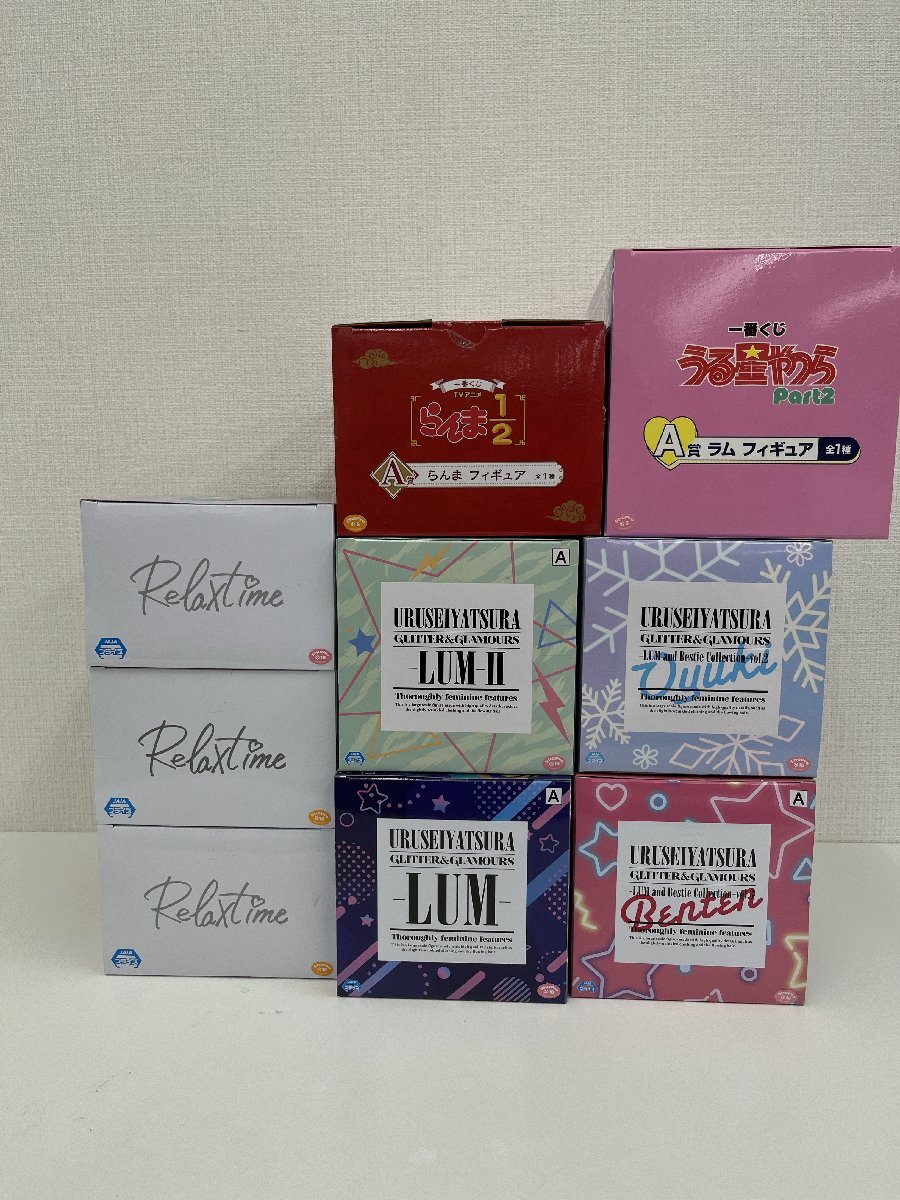 一番くじ
うる星やつら
Part2
A賞 ラム フィギュア 全1種
一番くじ
TVアニメ
らんま1/2
A賞 らんま フィギュア 全1種
Relaxtime
Relaxtime
Relaxtime
A
URUSEIYATSURA
GLITTER&GLAMOURS
-LUM-II
Thoroughly feminine features
URUSEIYATSURA
GLITTER&GLAMOURS
-LUM and Bestie Collection-vol.2
Oyuki
Thoroughly feminine features
A
URUSEIYATSURA
GLITTER&GLAMOURS
-LUM-
Thoroughly feminine features
A
URUSEIYATSURA
GLITTER&GLAMOURS
-LUM and Bestie Collection-
Benten
Thoroughly feminine features